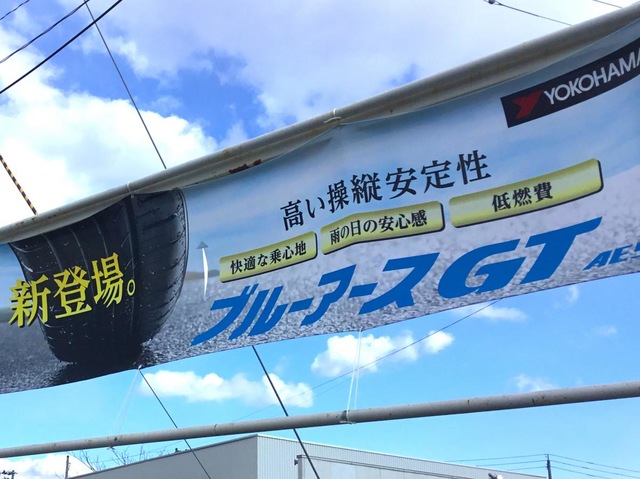 YOKOHAMA
高い操縦安定性
快適な乗心地
雨の日の安心感
低燃費
新登場。
ブルーアースGT